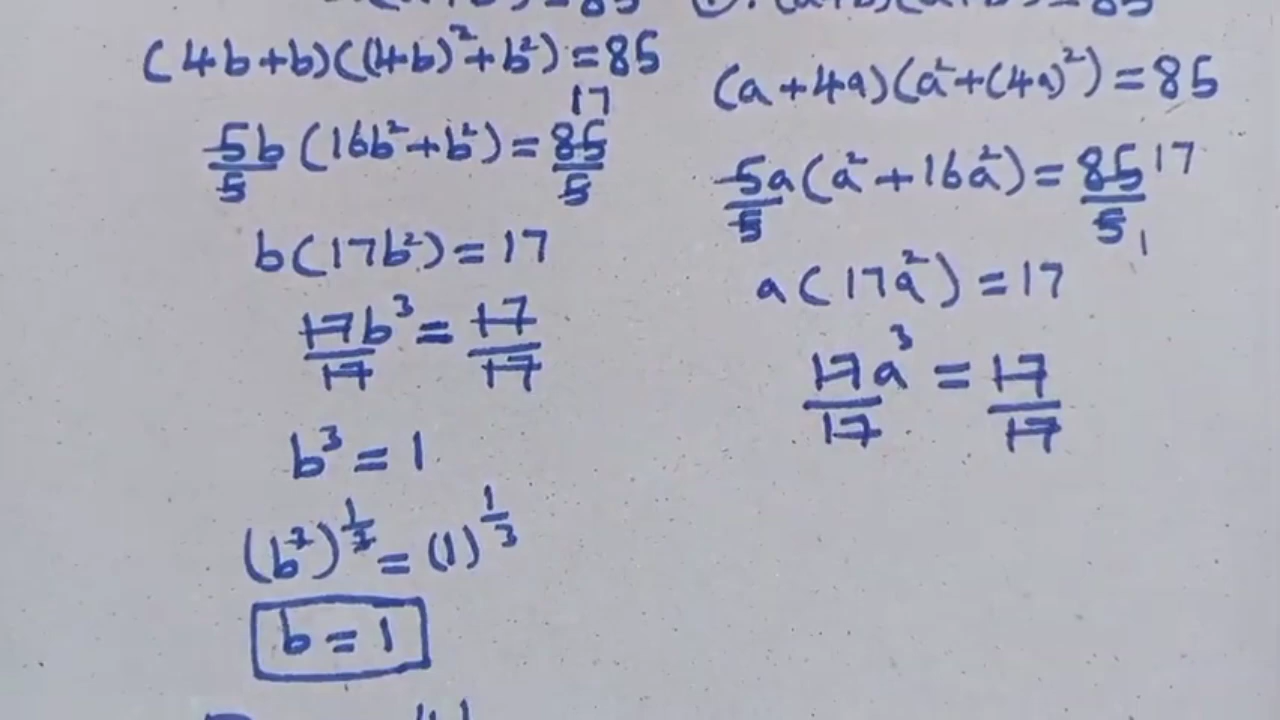 (4b+b)((4b)²+b²)=85
17
5b/5 (16b²+b²)=85/5
b(17b²)=17
17b³/17=17/17
b³=1
(b³)^(1/3)=(1)^(1/3)
b=1
(a+4a)(a²+(4a)²)=85
5a/5 (a²+16a²)=85/5 17
1
a(17a²)=17
17a³/17=17/17